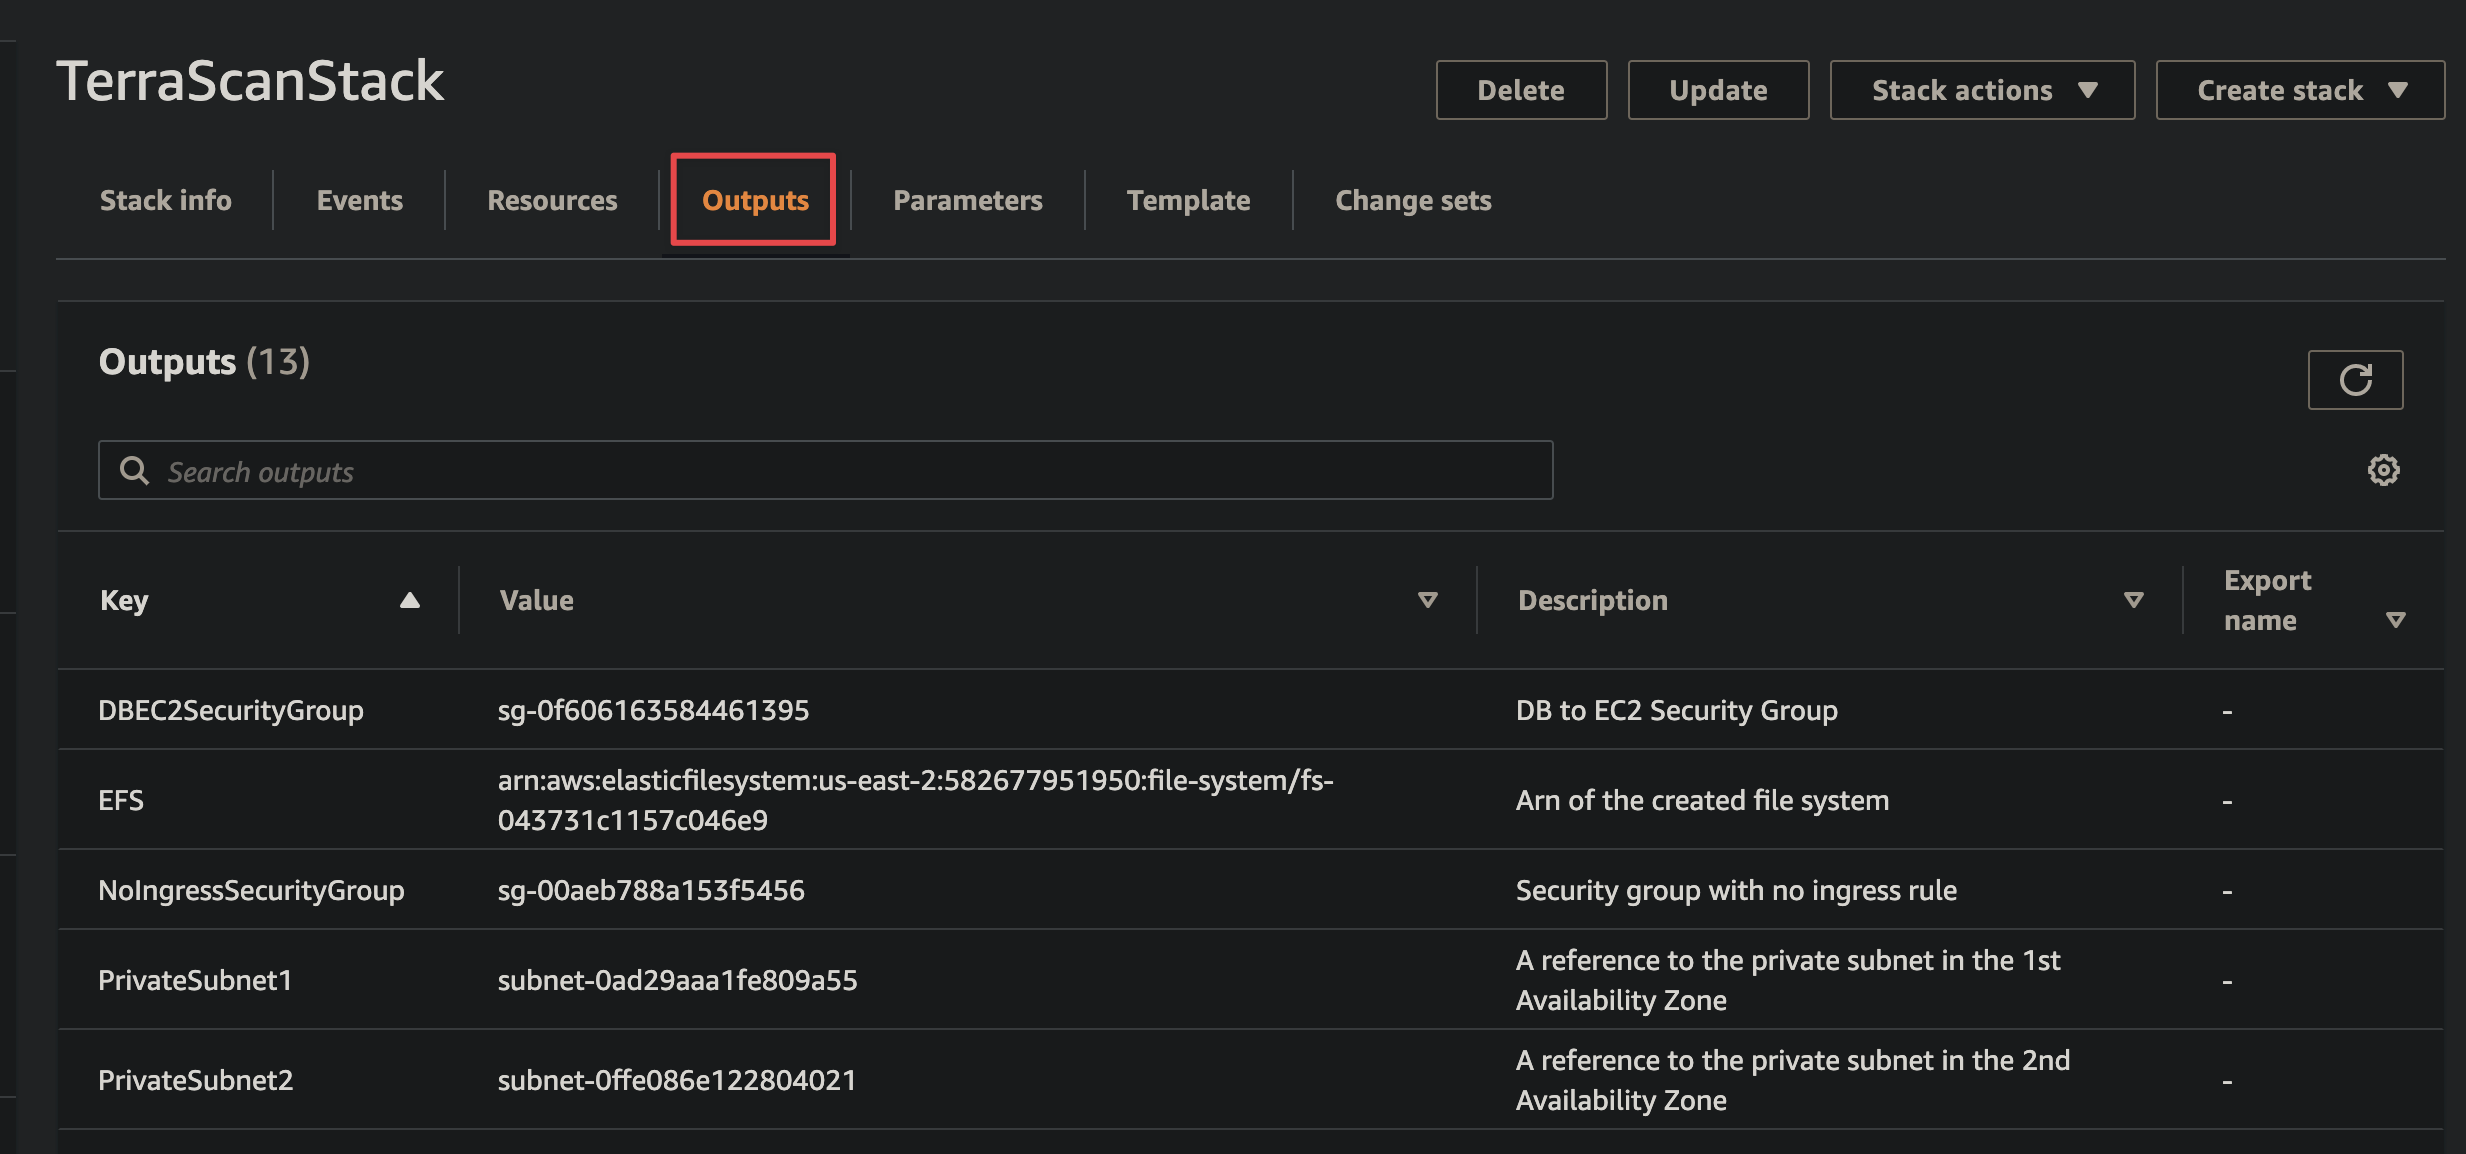 TerraScanStack
Delete
Update
Stack actions
Create stack
Stack info
Events
Resources
Outputs
Parameters
Template
Change sets
Outputs (13)
Search outputs
Key
Value
Description
Export
name
DBEC2SecurityGroup
sg-0f606163584461395
DB to EC2 Security Group
-
EFS
arn:aws:elasticfilesystem:us-east-2:582677951950:file-system/fs-
043731c1157c046e9
Arn of the created file system
-
NoIngressSecurityGroup
sg-00aeb788a153f5456
Security group with no ingress rule
-
PrivateSubnet1
subnet-0ad29aaa1fe809a55
A reference to the private subnet in the 1st
Availability Zone
-
PrivateSubnet2
subnet-0ffe086e122804021
A reference to the private subnet in the 2nd
Availability Zone
-